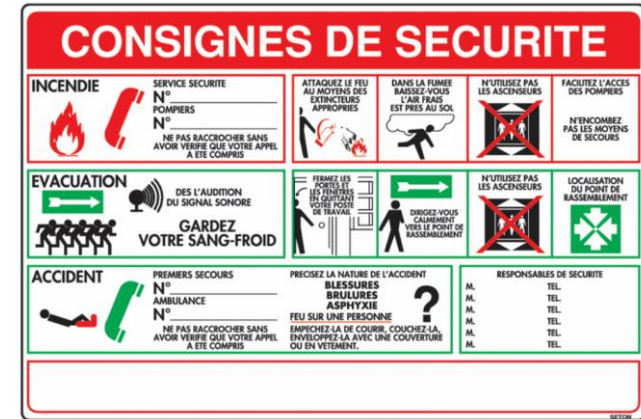 CONSIGNES DE SECURITE
INCENDIE
SERVICE SECURITE
N°
POMPIERS
N°
NE PAS RACCROCHER SANS
AVOIR VERIFIE QUE VOTRE APPEL
A ETE COMPRIS
ATTAQUEZ LE FEU
AU MOYENS DES
EXTINCTEURS
APPROPRIES
DANS LA FUMEE
BAISSEZ-VOUS
L'AIR FRAIS
EST PRES AU SOL
N'UTILISEZ PAS
LES ASCENSEURS
FACILITEZ L'ACCES
DES POMPIERS
N'ENCOMBEZ
PAS LES MOYENS
DE SECOURS
EVACUATION
DES L'AUDITION
DU SIGNAL SONORE
GARDEZ
VOTRE SANG-FROID
FERMEZ LES
PORTES ET
LES FENETRES
EN QUITTANT
VOTRE POSTE
DE TRAVAIL
DIRIGEZ-VOUS
CALMEMENT
VERS LE POINT DE
RASSEMBLEMENT
N'UTILISEZ PAS
LES ASCENSEURS
LOCALISATION
DU POINT DE
RASSEMBLEMENT
ACCIDENT
PREMIERS SECOURS
N°
AMBULANCE
N°
NE PAS RACCROCHER SANS
AVOIR VERIFIE QUE VOTRE APPEL
A ETE COMPRIS
PRECISEZ LA NATURE DE L'ACCIDENT
BLESSURES
BRULURES
ASPHYXIE
?
FEU SUR UNE PERSONNE
EMPECHEZ-LA DE COURIR, COUCHEZ-LA,
ENVELOPPEZ-LA AVEC UNE COUVERTURE
OU EN VETEMENT.
RESPONSABLES DE SECURITE
M. TEL.
M. TEL.
M. TEL.
M. TEL.
M. TEL.
M. TEL.
SETON